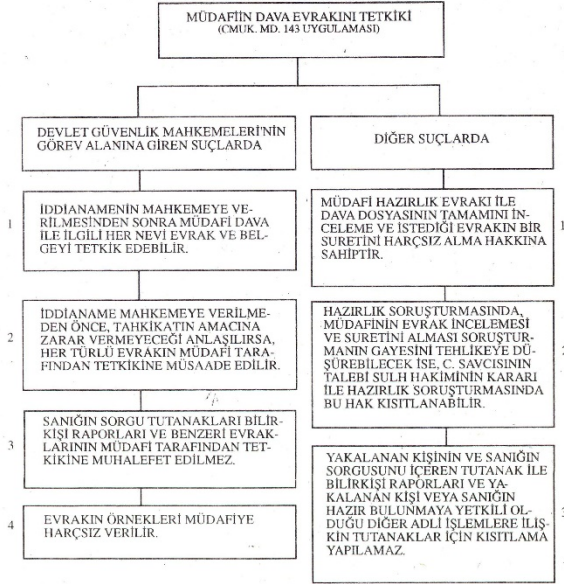 MÜDAFİİN DAVA EVRAKINI TETKİKİ
(CMUK. MD. 143 UYGULAMASI)
DEVLET GÜVENLİK MAHKEMELERİ'NİN
GÖREV ALANINA GİREN SUÇLARDA
1
İDDİANAMENİN MAHKEMEYE VE-
RİLMESİNDEN SONRA MÜDAFİ DAVA
İLE İLGİLİ HER NEVİ EVRAK VE BEL-
GEYİ TETKİK EDEBİLİR.
2
İDDİANAME MAHKEMEYE VERİLME-
DEN ÖNCE, TAHKİKATIN AMACINA
ZARAR VERMEYECEĞİ ANLAŞILIRSA,
HER TÜRLÜ EVRAKIN MÜDAFİ TARA-
FINDAN TETKİKİNE MÜSAADE EDİLİR.
3
SANIĞIN SORGU TUTANAKLARI BİLİR-
KİŞİ RAPORLARI VE BENZERİ EVRAK-
LARININ MÜDAFİ TARAFINDAN TET-
KİKİNE MUHALEFET EDİLMEZ.
4
EVRAKIN ÖRNEKLERİ MÜDAFİYE
HARÇSIZ VERİLİR.
DİĞER SUÇLARDA
1
MÜDAFİ HAZIRLIK EVRAKI İLE
DAVA DOSYASININ TAMAMINI İN-
CELEME VE İSTEDİĞİ EVRAKIN BİR
SURETİNİ HARÇSIZ ALMA HAKKINA
SAHİPTİR.
2
HAZIRLIK SORUŞTURMASINDA,
MÜDAFİNİN EVRAK İNCELEMESİ
VE SURETİNİ ALMASI SORUŞTUR-
MANIN GAYESİNİ TEHLİKEYE DÜ-
ŞÜREBİLECEK İSE, C. SAVCISININ
TALEBİ SULH HAKİMİNİN KARARI
İLE HAZIRLIK SORUŞTURMASINDA
BU HAK KISITLANABİLİR.
3
YAKALANAN KİŞİNİN VE SANIĞIN
SORGUSUNU İÇEREN TUTANAK İLE
BİLİRKİŞİ RAPORLARI VE YA-
KALANAN KİŞİ VEYA SANIĞIN
HAZIR BULUNMAYA YETKİLİ OL-
DUĞU DİĞER ADLİ İŞLEMLERE İLİŞ-
KİN TUTANAKLAR İÇİN KISITLAMA
YAPILAMAZ.